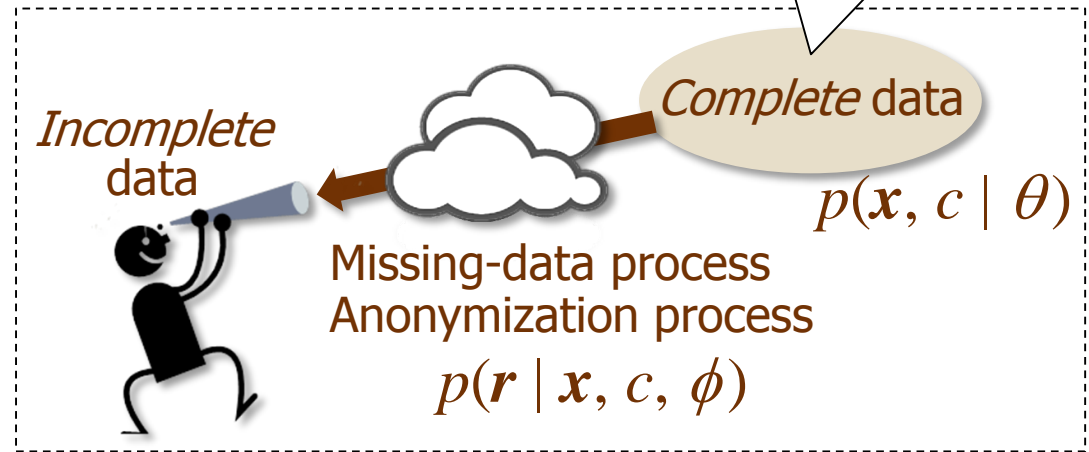 Incomplete
data
Complete data
p(x, c | θ)
Missing-data process
Anonymization process
p(r | x, c, ϕ)